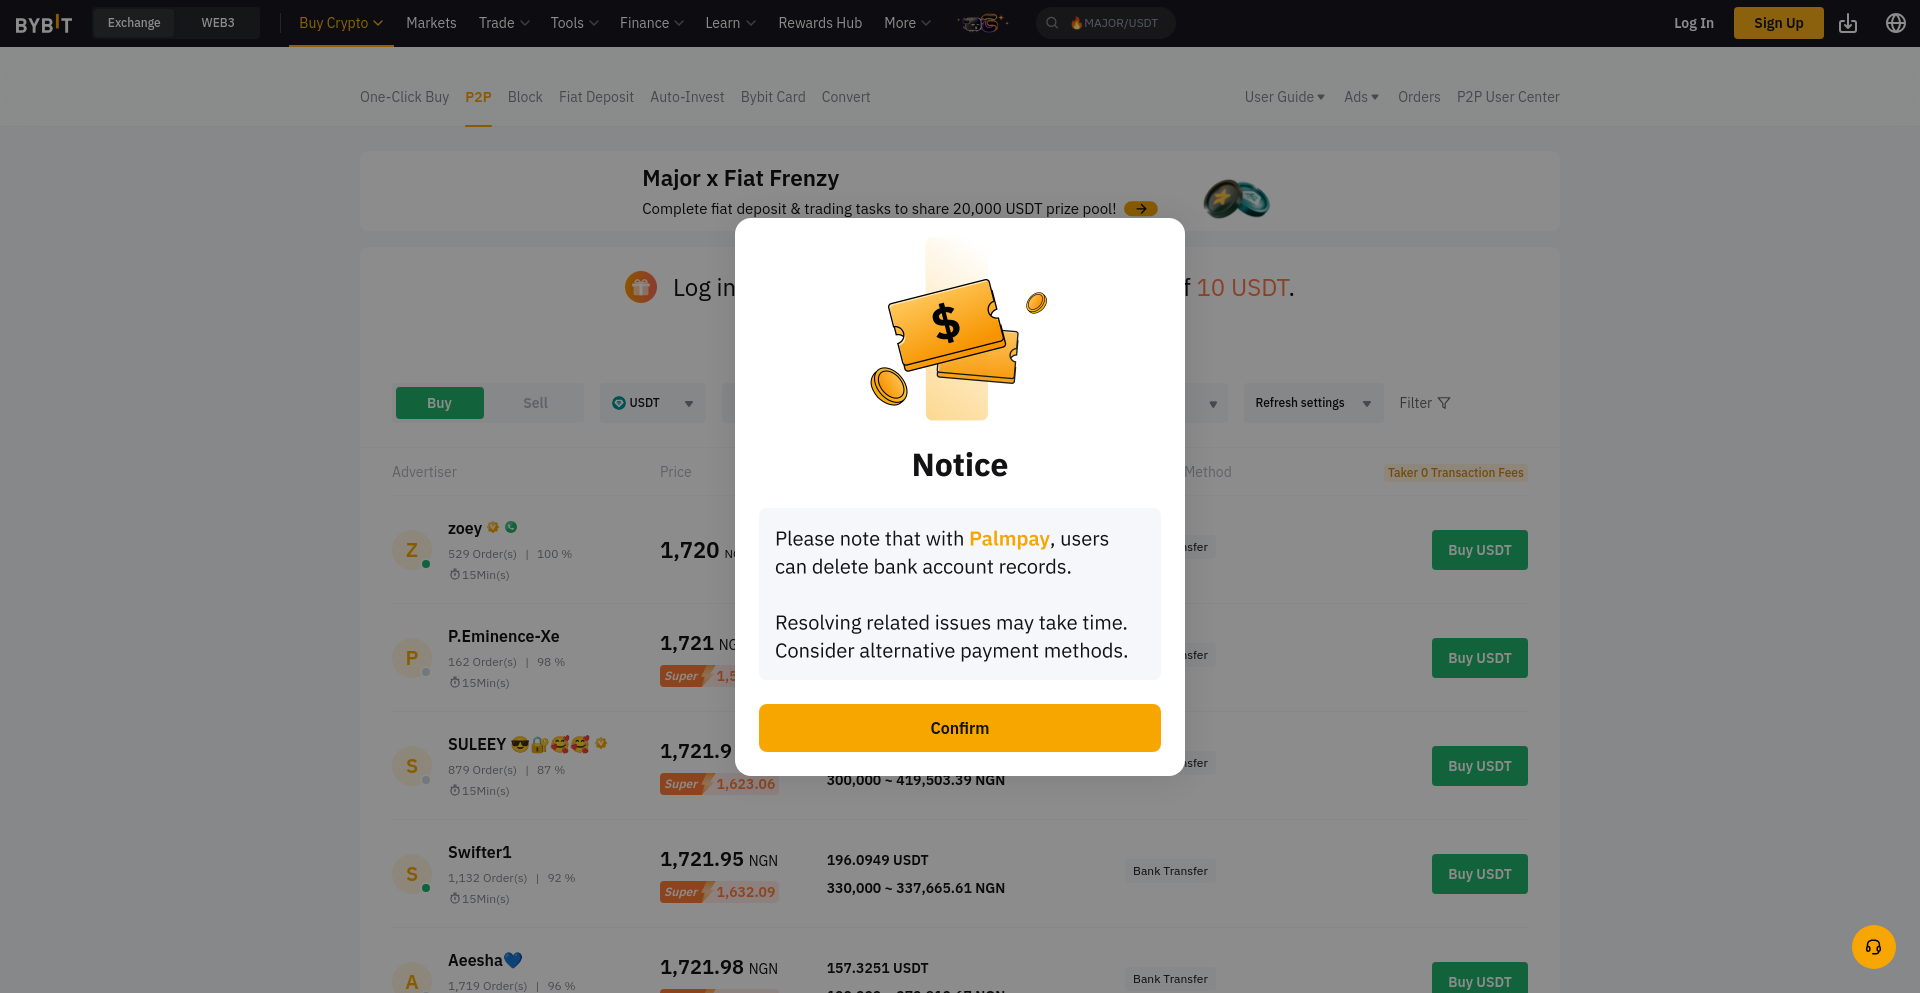 BYBIT
Exchange WEB3 Buy Crypto Markets Trade Tools Finance Learn Rewards Hub More 🔥MAJOR/USDT Log In Sign Up
One-Click Buy P2P Block Fiat Deposit Auto-Invest Bybit Card Convert User Guide Ads Orders P2P User Center
Major x Fiat Frenzy
Complete fiat deposit & trading tasks to share 20,000 USDT prize pool!
Log in 10 USDT.
Buy Sell USDT Refresh settings Filter
Advertiser Price Method Taker 0 Transaction Fees
$
Notice
Please note that with Palmpay, users
can delete bank account records.
Resolving related issues may take time.
Consider alternative payment methods.
Confirm
Z zoey
529 Order(s) | 100 %
15Min(s)
1,720
Buy USDT
P P.Eminence-Xe
162 Order(s) | 98 %
15Min(s)
1,721
Super
Buy USDT
S SULEEY 😎🔐🥰🥰
879 Order(s) | 87 %
15Min(s)
1,721.9
Super 1,623.06
300,000 ~ 419,503.39 NGN
Buy USDT
S Swifter1
1,132 Order(s) | 92 %
15Min(s)
1,721.95 NGN
Super 1,632.09
196.0949 USDT
330,000 ~ 337,665.61 NGN
Bank Transfer
Buy USDT
A Aeesha💙
1,719 Order(s) | 96 %
1,721.98 NGN
157.3251 USDT
Bank Transfer
Buy USDT